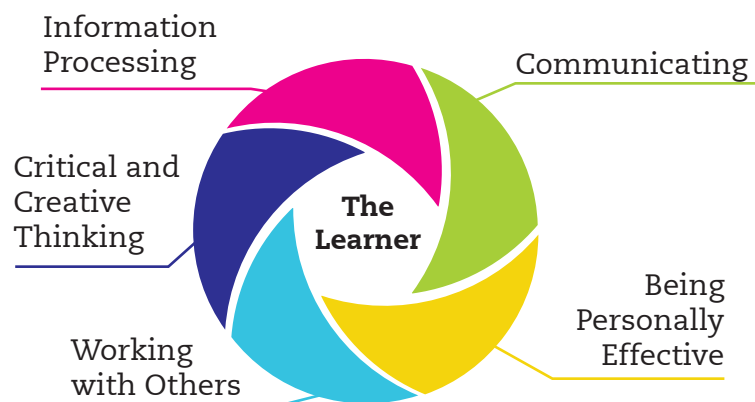 Information
Processing
Communicating
Critical and
Creative
Thinking
The
Learner
Being
Personally
Effective
Working
with Others